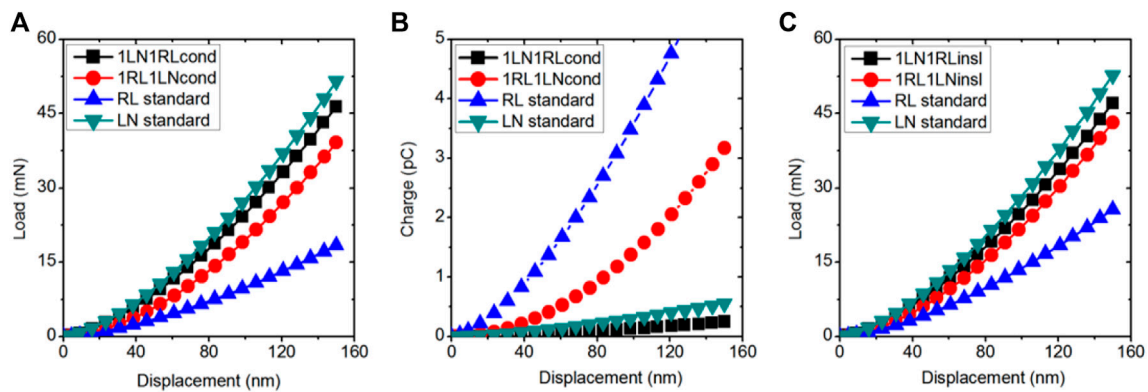 A
60
45
30
15
0
Load (mN)
1LN1RLcond
1RL1LNcond
RL standard
LN standard
0 40 80 120 160
Displacement (nm)
B
5
4
3
2
1
0
Charge (pC)
1LN1RLcond
1RL1LNcond
RL standard
LN standard
0 40 80 120 160
Displacement (nm)
C
60
45
30
15
0
Load (mN)
1LN1RLinsl
1RL1LNinsl
RL standard
LN standard
0 40 80 120 160
Displacement (nm)